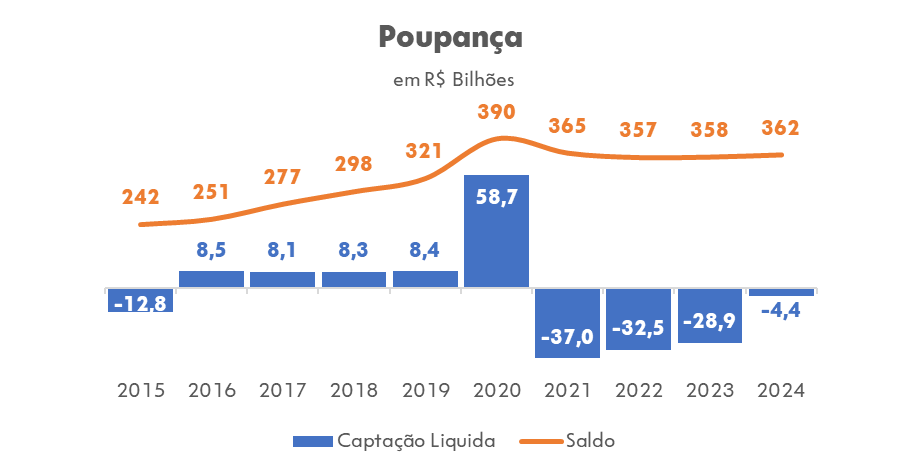 Poupança
em R$ Bilhões
242 251 277 298 321 390 365 357 358 362
-12,8 8,5 8,1 8,3 8,4 58,7 -37,0 -32,5 -28,9 -4,4
2015 2016 2017 2018 2019 2020 2021 2022 2023 2024
Captação Liquida Saldo